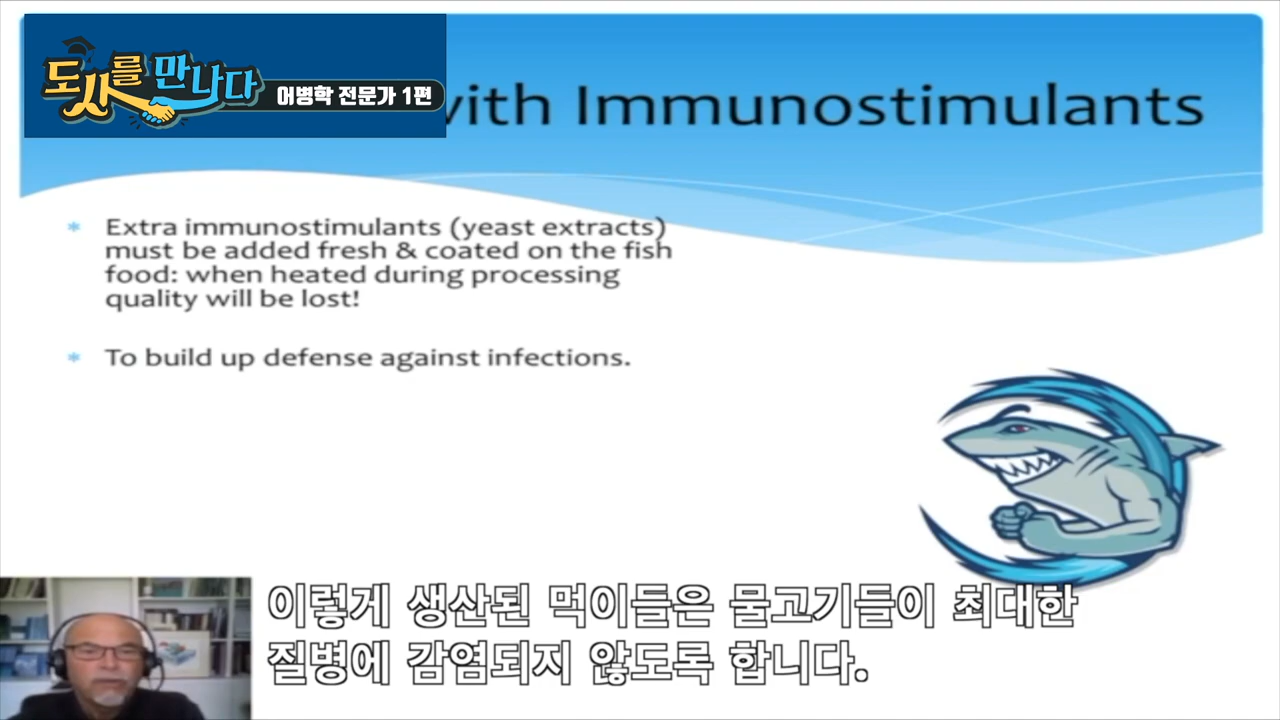 도사를 만나다
어병학 전문가 1편
with Immunostimulants
Extra immunostimulants (yeast extracts)
must be added fresh & coated on the fish
food: when heated during processing
quality will be lost!
To build up defense against infections.
이렇게 생산된 먹이들은 물고기들이 최대한
질병에 감염되지 않도록 합니다.